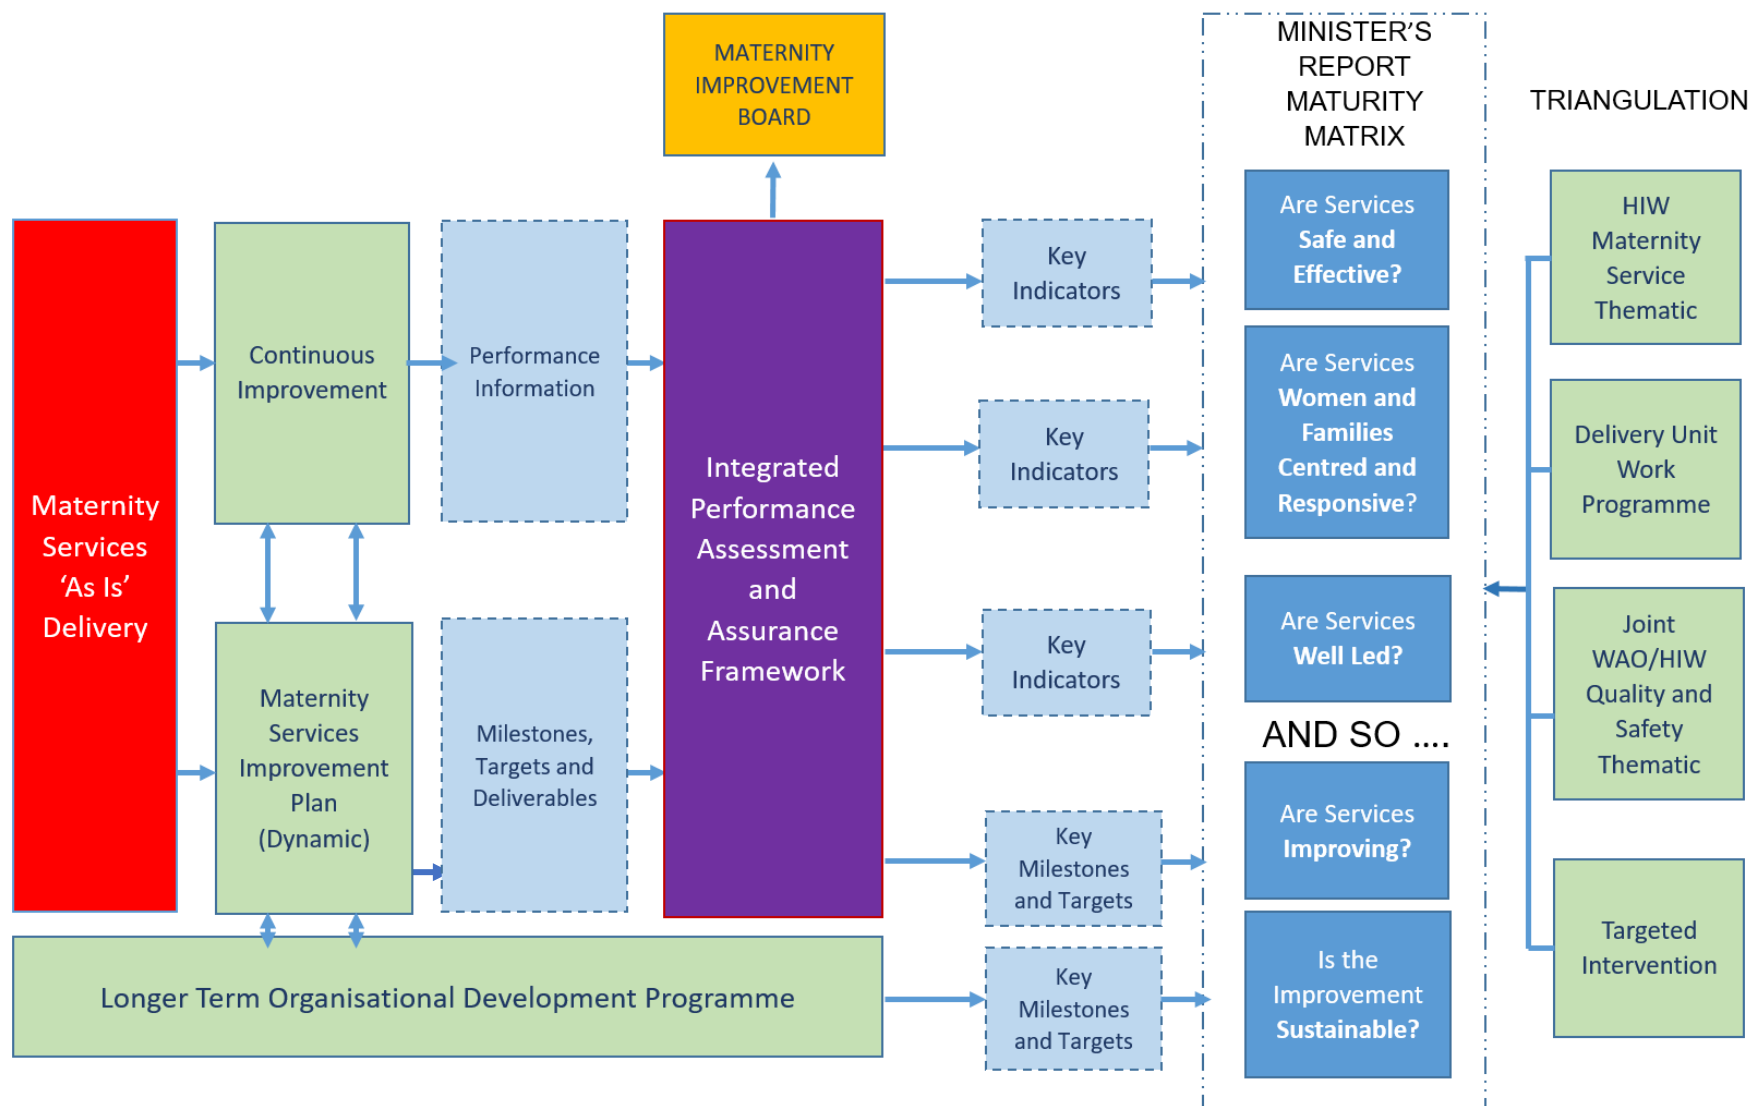 MATERNITY
IMPROVEMENT
BOARD
MINISTER'S
REPORT
MATURITY
MATRIX
TRIANGULATION
Maternity
Services
‘As Is’
Delivery
Continuous
Improvement
Performance
Information
Maternity
Services
Improvement
Plan
(Dynamic)
Milestones,
Targets and
Deliverables
Integrated
Performance
Assessment
and
Assurance
Framework
Longer Term Organisational Development Programme
Key
Indicators
Key
Indicators
Key
Indicators
Key
Milestones
and Targets
Key
Milestones
and Targets
Are Services
Safe and
Effective?
Are Services
Women and
Families
Centred and
Responsive?
Are Services
Well Led?
AND SO ....
Are Services
Improving?
Is the
Improvement
Sustainable?
HIW
Maternity
Service
Thematic
Delivery Unit
Work
Programme
Joint
WAO/HIW
Quality and
Safety
Thematic
Targeted
Intervention